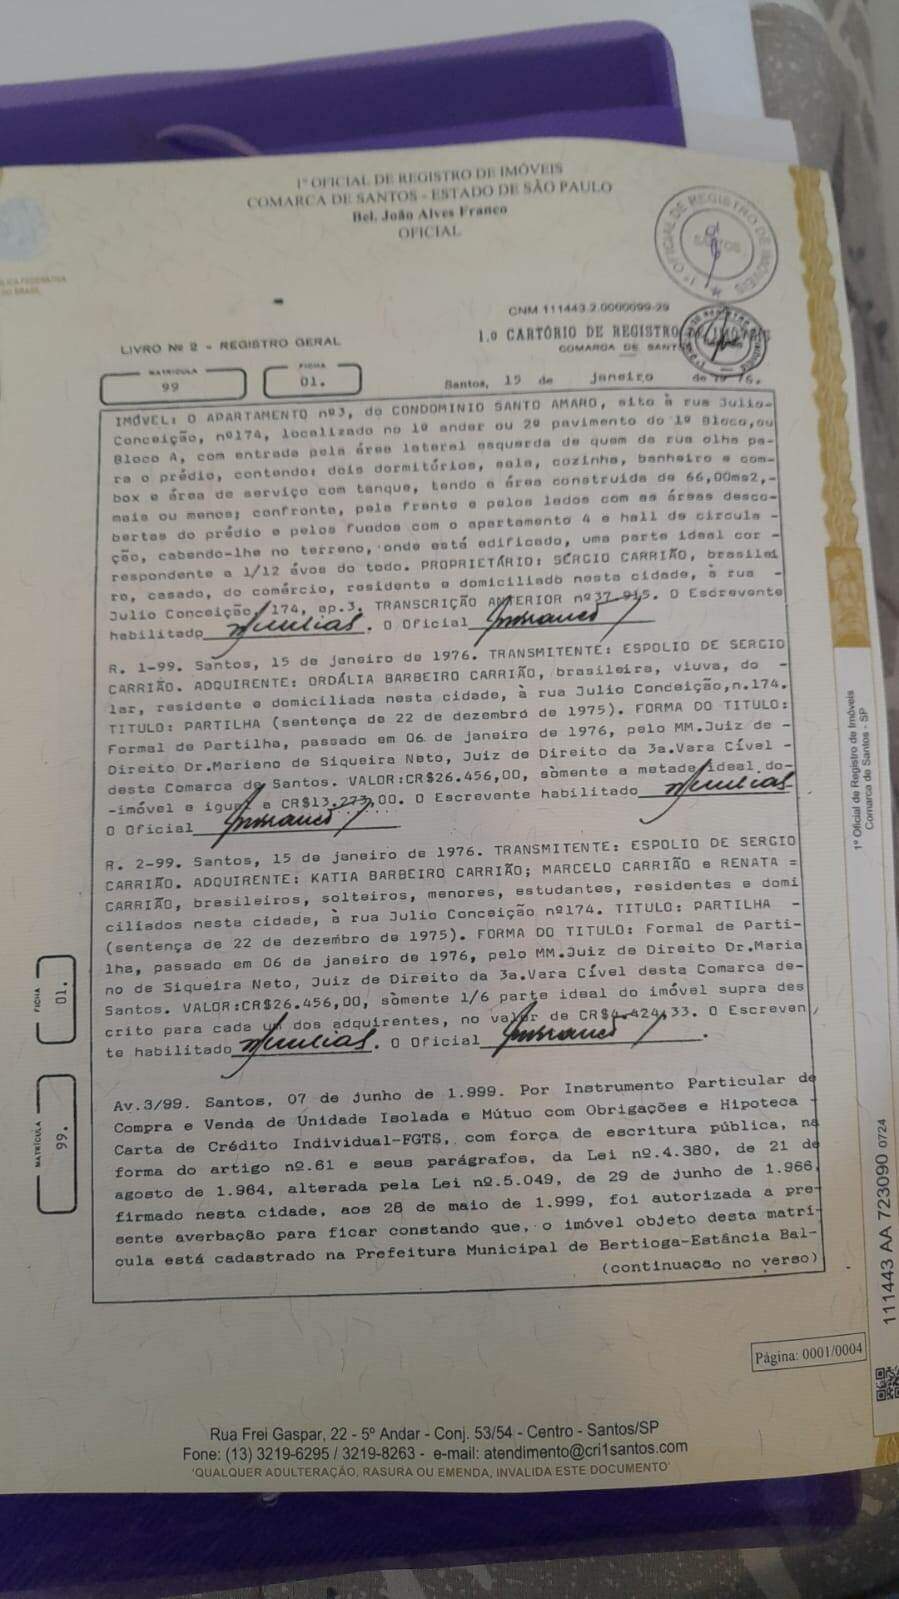 1º OFICIAL DE REGISTRO DE IMÓVEIS
COMARCA DE SANTOS - ESTADO DE SÃO PAULO
Bel. João Alves Franco
OFICIAL
1º OFICIAL DE REGISTRO DE IMÓVEIS
SANTOS
DO BRASIL
CNM 111443.2.0000099-29
LIVRO Nº 2 - REGISTRO GERAL
1.º CARTÓRIO DE REGISTRO DE IMÓVEIS
COMARCA DE SANTOS
MATRÍCULA
99
FICHA
01.
Santos, 15 de janeiro de 1976.
IMÓVEL: O APARTAMENTO nº3, do CONDOMINIO SANTO AMARO, sito à rua Julio-
Conceição, nº174, localizado no 1º andar ou 2º pavimento do 1º Bloco,ou
Bloco A, com entrada pela área lateral esquerda de quem da rua olha pa-
ra o prédio, contendo: dois dormitórios, sala, cozinha, banheiro e com-
box e área de serviço com tanque, tendo a área construida de 66,00ms2,-
mais ou menos; confronta, pela frente e pelos lados com as áreas desco-
bertas do prédio e pelos fundos com o apartamento 4 e hall de circula -
ção, cabendo-lhe no terreno, onde está edificado, uma parte ideal cor -
respondente a 1/12 ávos do todo. PROPRIETÁRIO: SÉRGIO CARRIÃO, brasilei
ro, casado, do comércio, residente e domiciliado nesta cidade, à rua -
Julio Conceição, 174, ap.3. TRANSCRIÇÃO ANTERIOR nº37.915. O Escrevente
habilitado . O Oficial
R. 1-99. Santos, 15 de janeiro de 1976. TRANSMITENTE: ESPOLIO DE SERGIO
CARRIÃO. ADQUIRENTE: ORDÁLIA BARBEIRO CARRIÃO, brasileira, viuva, do -
lar, residente e domiciliada nesta cidade, à rua Julio Conceição,n.174.
TITULO: PARTILHA (sentença de 22 de dezembro de 1975). FORMA DO TITULO:
Formal de Partilha, passado em 06 de janeiro de 1976, pelo MM.Juiz de -
Direito Dr.Mariano de Siqueira Neto, Juiz de Direito da 3a.Vara Cível -
desta Comarca de Santos. VALOR:CR$26.456,00, sòmente a metade ideal do-
-imóvel e igual a CR$13.273,00. O Escrevente habilitado
O Oficial
R. 2-99. Santos, 15 de janeiro de 1976. TRANSMITENTE: ESPOLIO DE SERGIO
CARRIÃO. ADQUIRENTE: KATIA BARBEIRO CARRIÃO; MARCELO CARRIÃO e RENATA =
CARRIÃO, brasileiros, solteiros, menores, estudantes, residentes e domi
ciliados nesta cidade, à rua Julio Conceição nº174. TITULO: PARTILHA -
(sentença de 22 de dezembro de 1975). FORMA DO TITULO: Formal de Parti-
lha, passado em 06 de janeiro de 1976, pelo MM.Juiz de Direito Dr.Maria
no de Siqueira Neto, Juiz de Direito da 3a.Vara Cível desta Comarca de-
Santos. VALOR:CR$26.456,00, sòmente 1/6 parte ideal do imóvel supra des
crito para cada um dos adquirentes, no valor de CR$4.424,33. O Escreven
te habilitado . O Oficial .
FICHA
01.
MATRÍCULA
99.
Av.3/99. Santos, 07 de junho de 1.999. Por Instrumento Particular de
Compra e Venda de Unidade Isolada e Mútuo com Obrigações e Hipoteca -
Carta de Crédito Individual-FGTS, com força de escritura pública, na
forma do artigo nº.61 e seus parágrafos, da Lei nº.4.380, de 21 de
agosto de 1.964, alterada pela Lei nº.5.049, de 29 de junho de 1.966,
firmado nesta cidade, aos 28 de maio de 1.999, foi autorizada a pre-
sente averbação para ficar constando que, o imóvel objeto desta matrí-
cula está cadastrado na Prefeitura Municipal de Bertioga-Estância Bal-
(continuação no verso)
1º Oficial de Registro de Imóveis
Comarca de Santos - SP
111443 AA 723090 0724
Página: 0001/0004
Rua Frei Gaspar, 22 - 5º Andar - Conj. 53/54 - Centro - Santos/SP
Fone: (13) 3219-6295 / 3219-8263 - e-mail: atendimento@cri1santos.com
'QUALQUER ADULTERAÇÃO, RASURA OU EMENDA, INVALIDA ESTE DOCUMENTO'